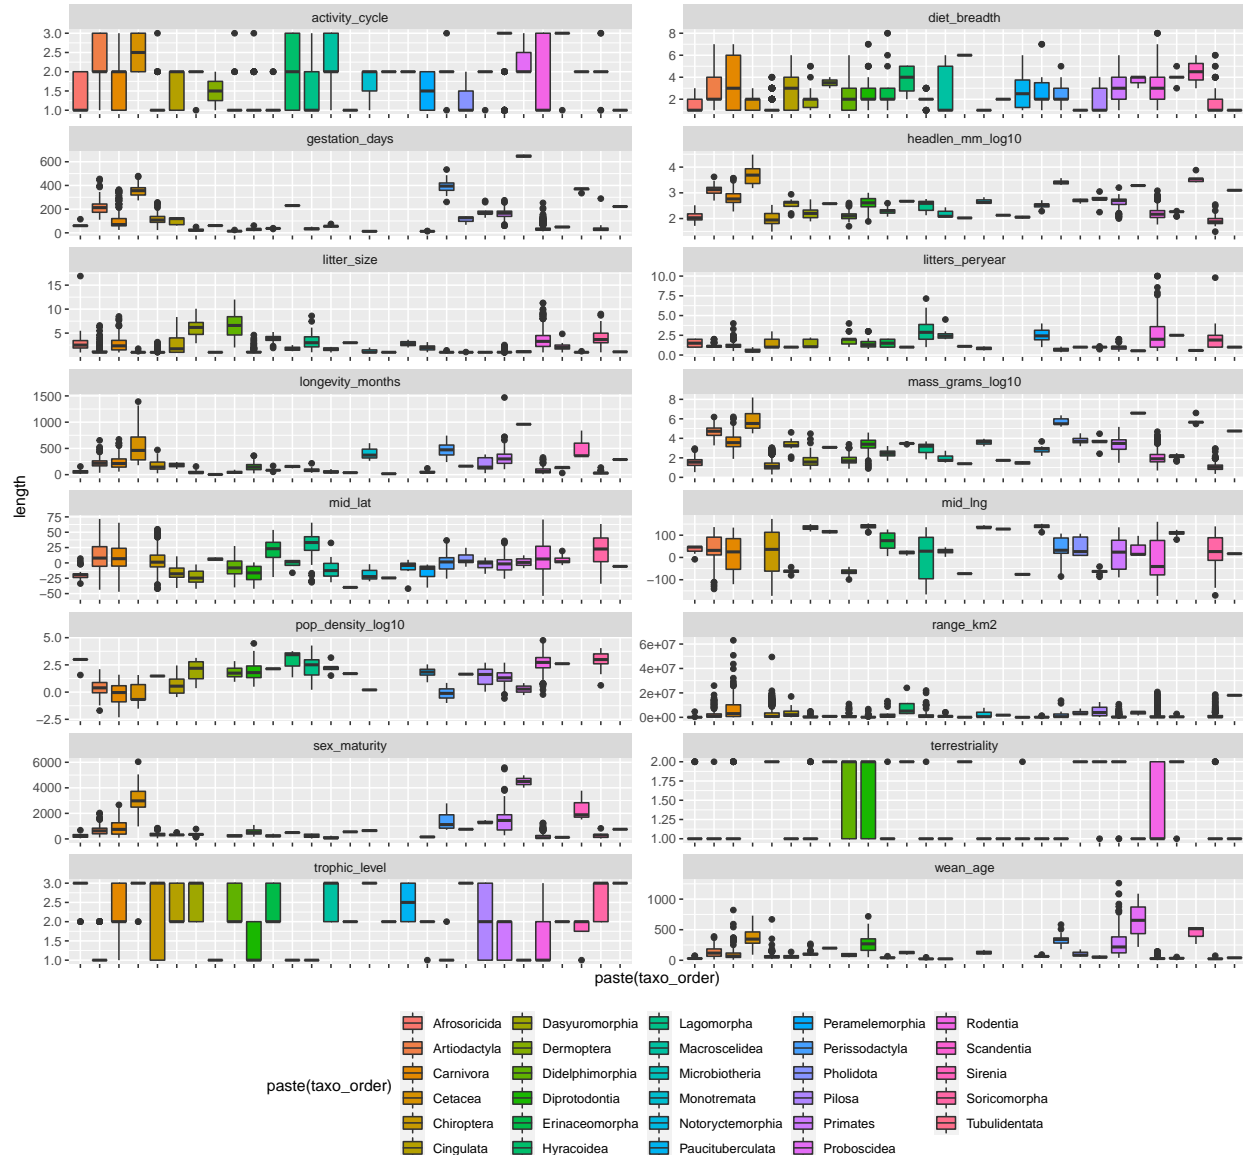 activity_cycle
3.0
2.5
2.0
1.5
1.0
diet_breadth
8
6
4
2
gestation_days
600
400
200
0
headlen_mm_log10
4
3
2
litter_size
15
10
5
litters_peryear
10.0
7.5
5.0
2.5
0.0
longevity_months
1500
1000
500
0
mass_grams_log10
8
6
4
2
0
length
mid_lat
75
50
25
0
−25
−50
mid_lng
100
0
−100
pop_density_log10
5.0
2.5
0.0
−2.5
range_km2
6e+07
4e+07
2e+07
0e+00
sex_maturity
6000
4000
2000
0
terrestriality
2.00
1.75
1.50
1.25
1.00
trophic_level
3.0
2.5
2.0
1.5
1.0
wean_age
1000
500
0
paste(taxo_order)
paste(taxo_order)
Afrosoricida
Artiodactyla
Carnivora
Cetacea
Chiroptera
Cingulata
Dasyuromorphia
Dermoptera
Didelphimorphia
Diprotodontia
Erinaceomorpha
Hyracoidea
Lagomorpha
Macroscelidea
Microbiotheria
Monotremata
Notoryctemorphia
Paucituberculata
Peramelemorphia
Perissodactyla
Pholidota
Pilosa
Primates
Proboscidea
Rodentia
Scandentia
Sirenia
Soricomorpha
Tubulidentata